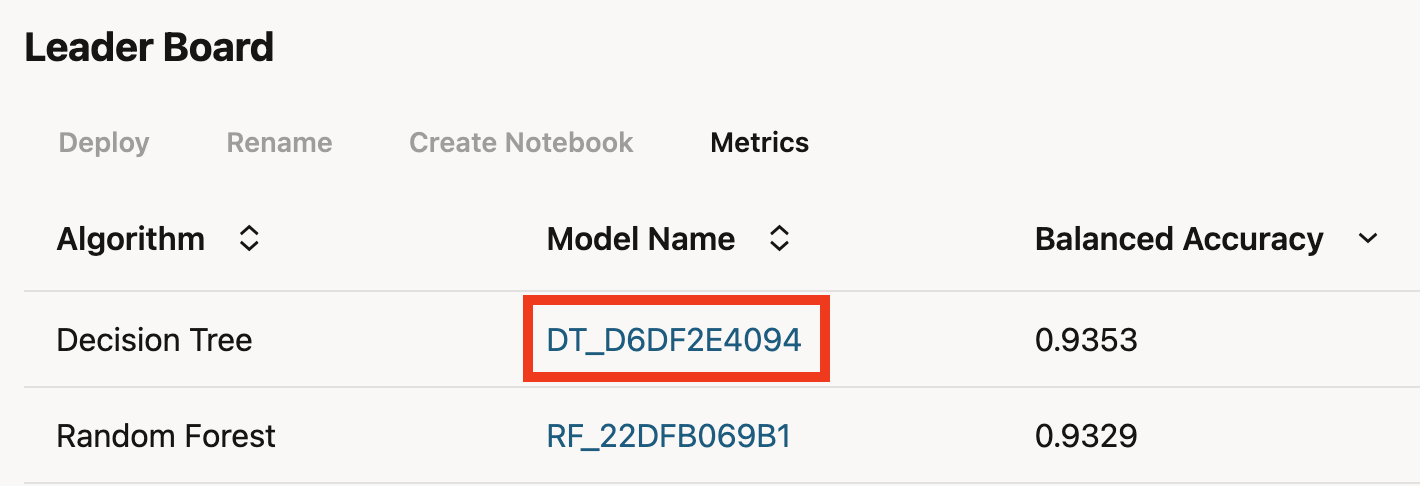 Leader Board
Deploy Rename Create Notebook Metrics
Algorithm Model Name Balanced Accuracy
Decision Tree DT_D6DF2E4094 0.9353
Random Forest RF_22DFB069B1 0.9329